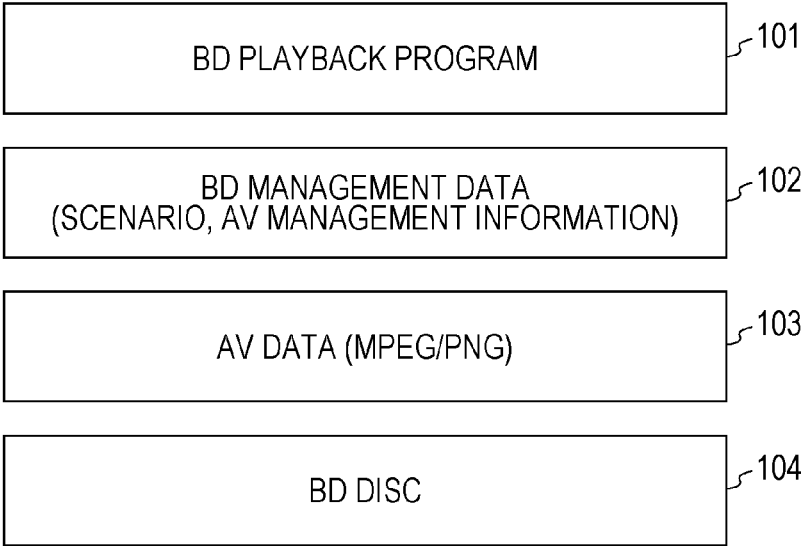 BD PLAYBACK PROGRAM
101
BD MANAGEMENT DATA
(SCENARIO, AV MANAGEMENT INFORMATION)
102
AV DATA (MPEG/PNG)
103
BD DISC
104